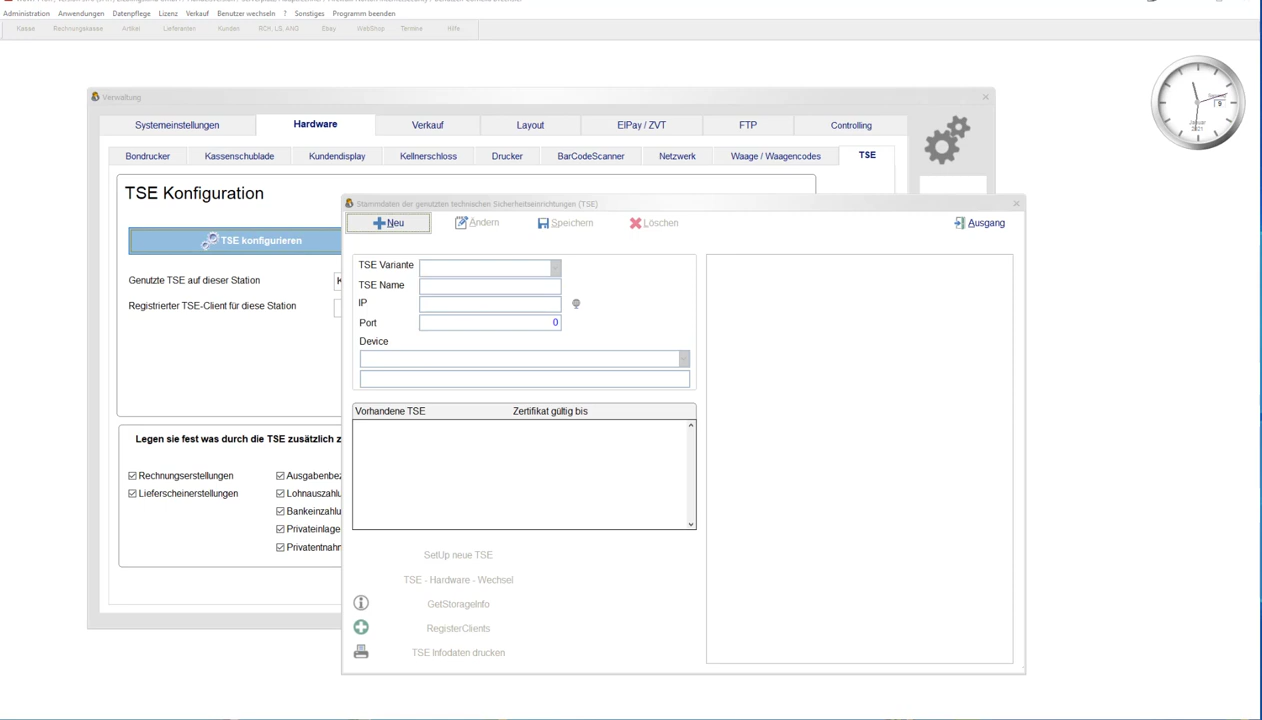 Administration Anwendungen Datenpflege Lizenz Verkauf Benutzer wechseln ? Sonstiges Programm beenden
Kasse Rechnungskasse Artikel Lieferanten Kunden RCH, LS, ANG Ebay WebShop Termine Hilfe
Verwaltung
Systemeinstellungen Hardware Verkauf Layout ElPay / ZVT FTP Controlling
Bondrucker Kassenschublade Kundendisplay Kellnerschloss Drucker BarCodeScanner Netzwerk Waage / Waagencodes TSE
TSE Konfiguration
TSE konfigurieren
Genutzte TSE auf dieser Station
Registrierter TSE-Client für diese Station
Legen sie fest was durch die TSE zusätzlich z
Rechnungserstellungen
Lieferscheinerstellungen
Ausgabenbez
Lohnauszahlu
Bankeinzahlu
Privateinlage
Privatentnahm
Stammdaten der genutzten technischen Sicherheitseinrichtungen (TSE)
Neu Ändern Speichern Löschen Ausgang
TSE Variante
TSE Name
IP
Port 0
Device
Vorhandene TSE Zertifikat gültig bis
SetUp neue TSE
TSE - Hardware - Wechsel
GetStorageInfo
RegisterClients
TSE Infodaten drucken
9
Januar
2021